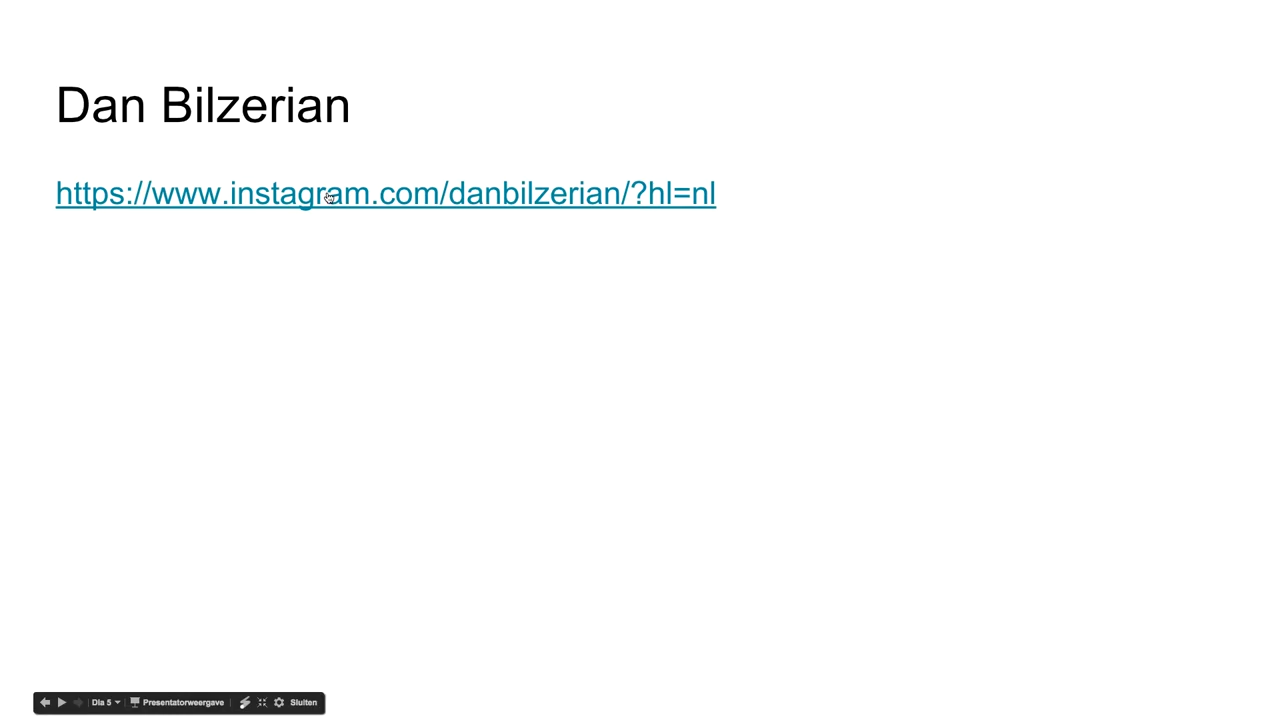 Dan Bilzerian
https://www.instagram.com/danbilzerian/?hl=nl
Dia 5 Presentatorweergave Sluiten